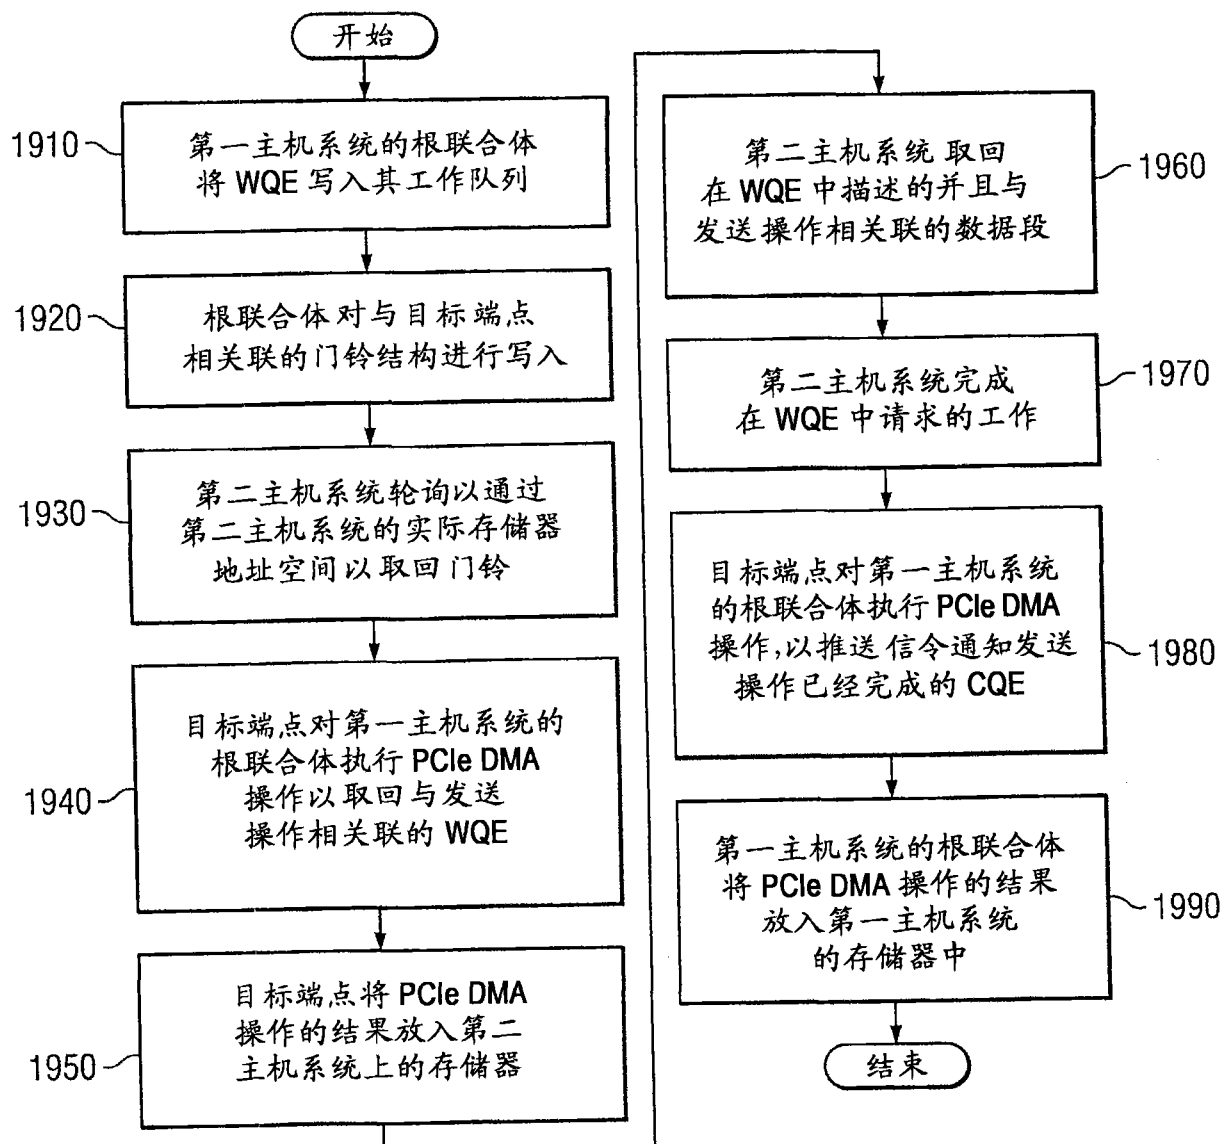 开始
1910
第一主机系统的根联合体
将 WQE 写入其工作队列
1920
根联合体对与目标端点
相关联的门铃结构进行写入
1930
第二主机系统轮询以通过
第二主机系统的实际存储器
地址空间以取回门铃
1940
目标端点对第一主机系统的
根联合体执行 PCIe DMA
操作以取回与发送
操作相关联的 WQE
1950
目标端点将 PCIe DMA
操作的结果放入第二
主机系统上的存储器
1960
第二主机系统 取回
在 WQE 中描述的并且与
发送操作相关联的数据段
1970
第二主机系统完成
在 WQE 中请求的工作
1980
目标端点对第一主机系统
的根联合体执行 PCIe DMA
操作,以推送信令通知发送
操作已经完成的 CQE
1990
第一主机系统的根联合体
将 PCIe DMA 操作的结果
放入第一主机系统
的存储器中
结束